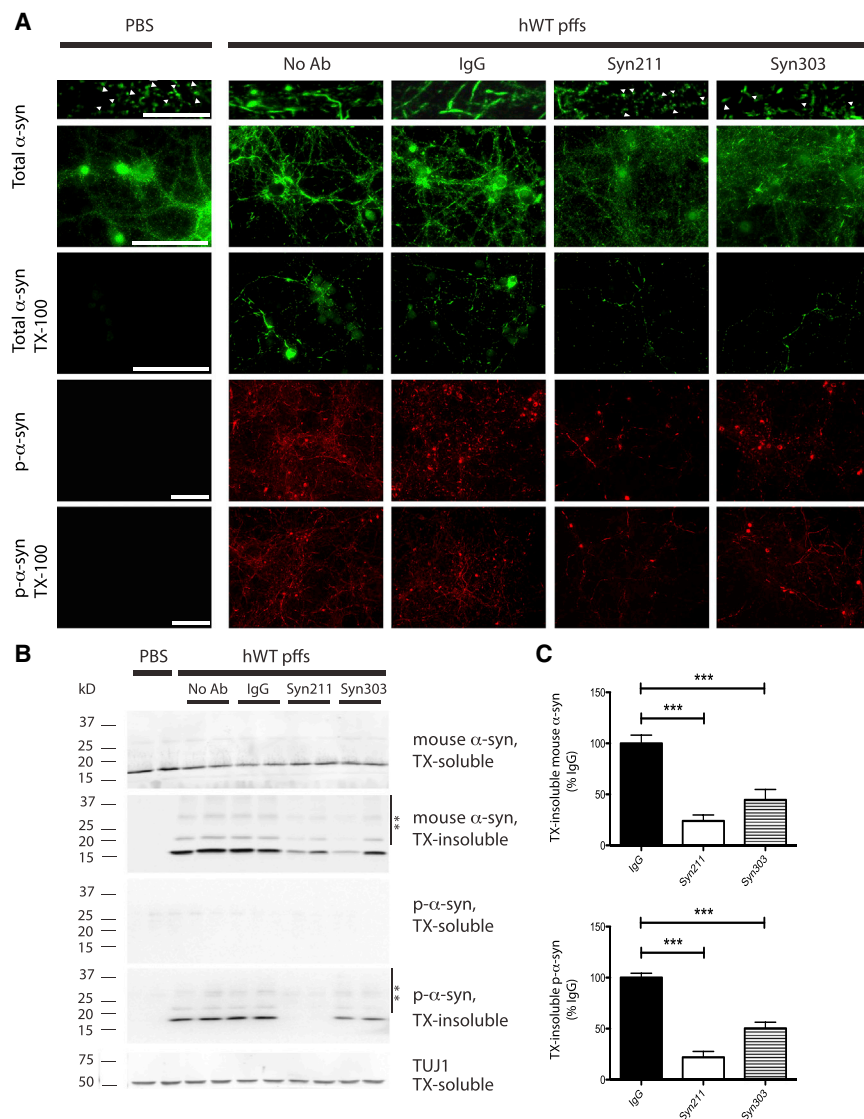 A
PBS
hWT pffs
No Ab
IgG
Syn211
Syn303
Total α-syn
Total α-syn
TX-100
p-α-syn
p-α-syn
TX-100
B
PBS
hWT pffs
kD
No Ab
IgG
Syn211
Syn303
37
25
20
15
mouse α-syn,
TX-soluble
37
25
20
15
**
mouse α-syn,
TX-insoluble
37
25
20
15
p-α-syn,
TX-soluble
37
25
20
15
**
p-α-syn,
TX-insoluble
75
50
TUJ1
TX-soluble
C
TX-insoluble mouse α-syn
(% IgG)
150
100
50
0
***
***
IgG
Syn211
Syn303
TX-insoluble p-α-syn
(% IgG)
150
100
50
0
***
***
IgG
Syn211
Syn303